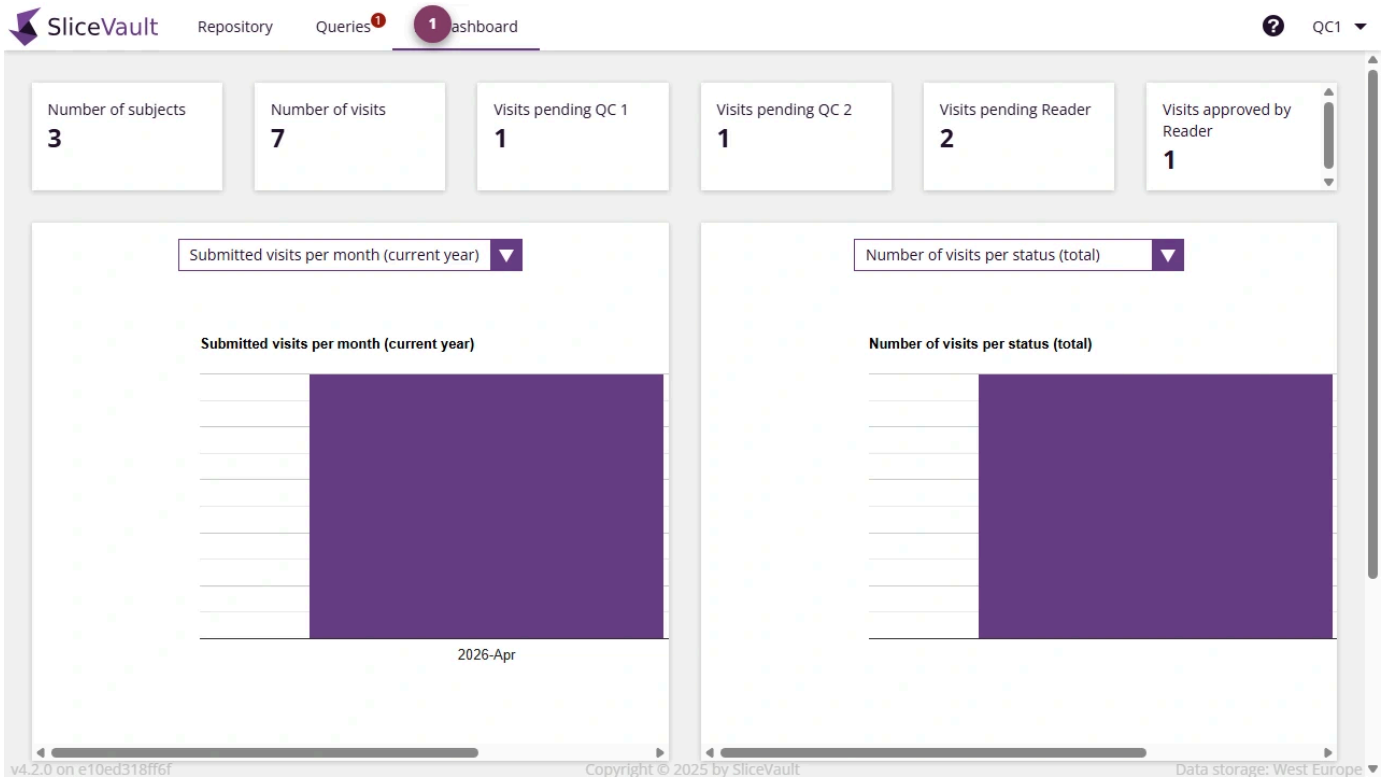 SliceVault
Repository
Queries 1
1 ashboard
QC1
Number of subjects
3
Number of visits
7
Visits pending QC 1
1
Visits pending QC 2
1
Visits pending Reader
2
Visits approved by
Reader
1
Submitted visits per month (current year)
Number of visits per status (total)
Submitted visits per month (current year)
2026-Apr
Number of visits per status (total)
v4.2.0 on e10ed318ff6f
Copyright © 2025 by SliceVault
Data storage: West Europe